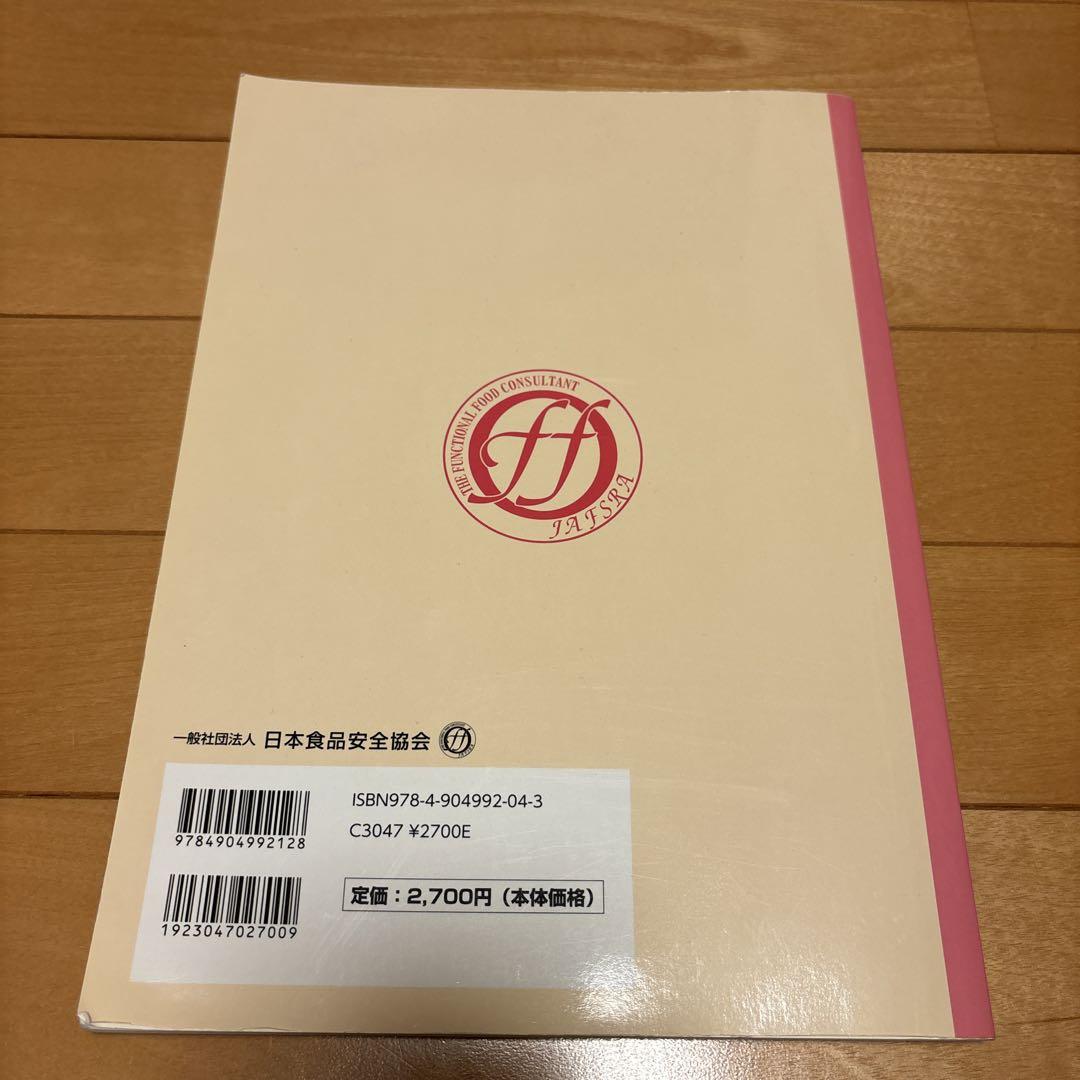 THE FUNCTIONAL FOOD CONSULTANT
ff
JAFSRA
一般社団法人 日本食品安全協会
ISBN978-4-904992-04-3
C3047 ¥2700E
9784904992128
定価：2,700円（本体価格）
1923047027009